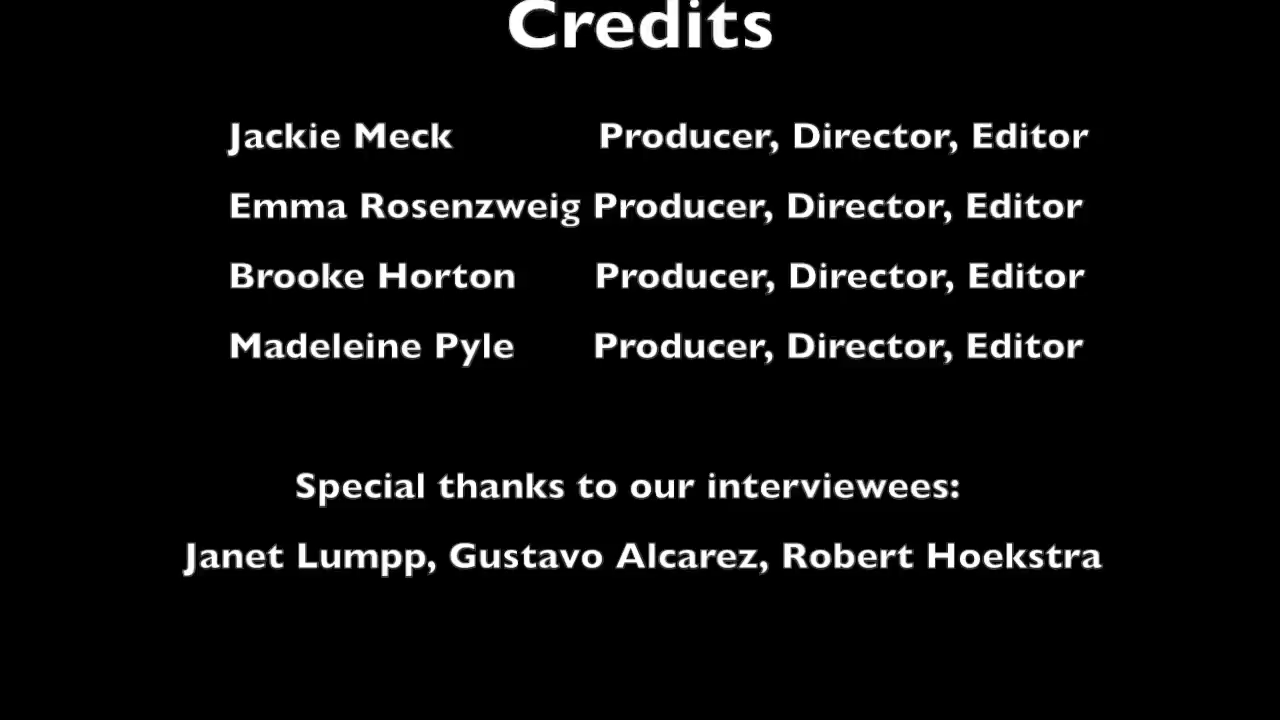 Credits
Jackie Meck Producer, Director, Editor
Emma Rosenzweig Producer, Director, Editor
Brooke Horton Producer, Director, Editor
Madeleine Pyle Producer, Director, Editor
Special thanks to our interviewees:
Janet Lumpp, Gustavo Alcarez, Robert Hoekstra